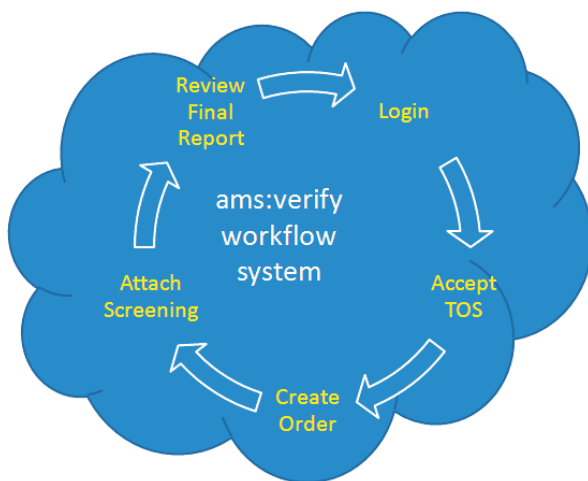 Review
Final
Report
Login
ams:verify
workflow
system
Attach
Screening
Accept
TOS
Create
Order